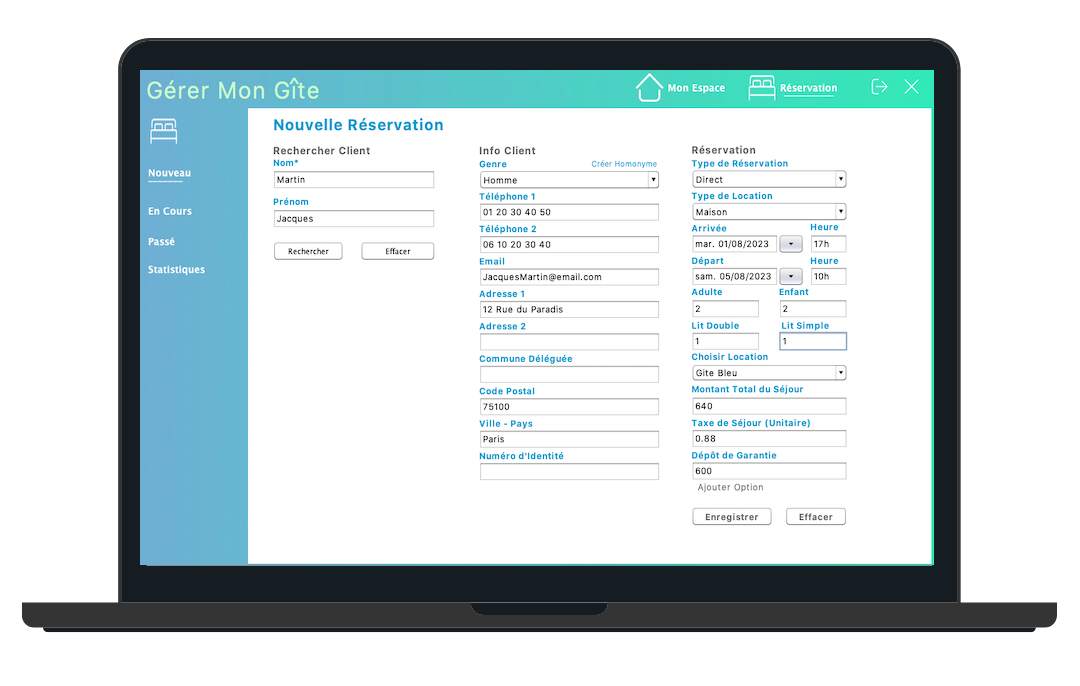 Gérer Mon Gîte
Mon Espace
Réservation
Nouveau
En Cours
Passé
Statistiques
Nouvelle Réservation
Rechercher Client
Nom*
Martin
Prénom
Jacques
Rechercher
Effacer
Info Client
Genre
Créer Homonyme
Homme
Téléphone 1
01 20 30 40 50
Téléphone 2
06 10 20 30 40
Email
JacquesMartin@email.com
Adresse 1
12 Rue du Paradis
Adresse 2
Commune Déléguée
Code Postal
75100
Ville - Pays
Paris
Numéro d'Identité
Réservation
Type de Réservation
Direct
Type de Location
Maison
Arrivée
Heure
mar. 01/08/2023
17h
Départ
Heure
sam. 05/08/2023
10h
Adulte
Enfant
2
2
Lit Double
Lit Simple
1
1
Choisir Location
Gite Bleu
Montant Total du Séjour
640
Taxe de Séjour (Unitaire)
0.88
Dépôt de Garantie
600
Ajouter Option
Enregistrer
Effacer